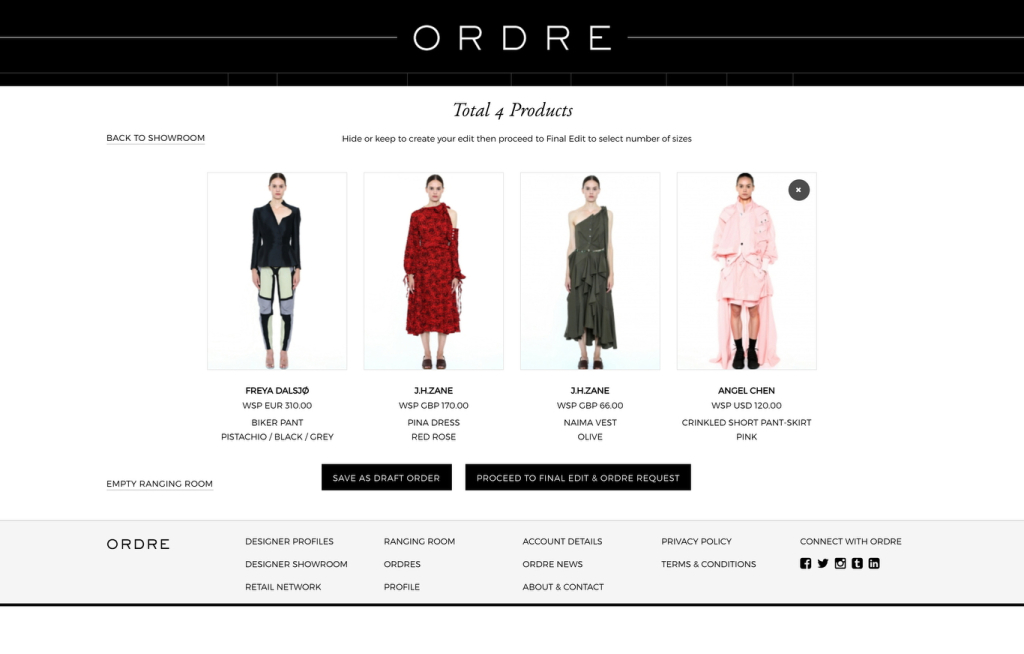 ORDRE
Total 4 Products
BACK TO SHOWROOM
Hide or keep to create your edit then proceed to Final Edit to select number of sizes
FREYA DALSJØ
WSP EUR 310.00
BIKER PANT
PISTACHIO / BLACK / GREY
J.H.ZANE
WSP GBP 170.00
PINA DRESS
RED ROSE
J.H.ZANE
WSP GBP 66.00
NAIMA VEST
OLIVE
ANGEL CHEN
WSP USD 120.00
CRINKLED SHORT PANT-SKIRT
PINK
EMPTY RANGING ROOM
SAVE AS DRAFT ORDER
PROCEED TO FINAL EDIT & ORDRE REQUEST
ORDRE
DESIGNER PROFILES
DESIGNER SHOWROOM
RETAIL NETWORK
RANGING ROOM
ORDRES
PROFILE
ACCOUNT DETAILS
ORDRE NEWS
ABOUT & CONTACT
PRIVACY POLICY
TERMS & CONDITIONS
CONNECT WITH ORDRE